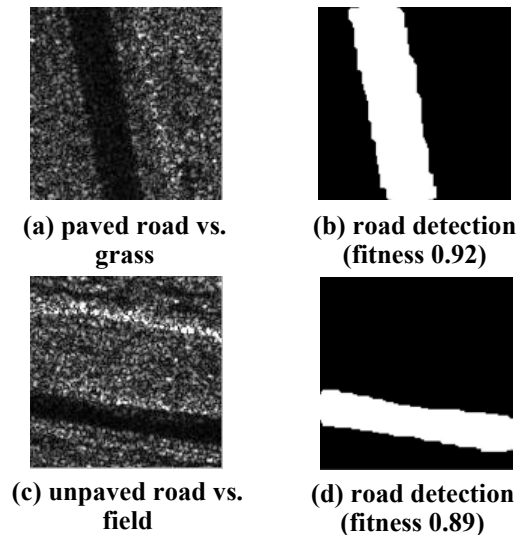 (a) paved road vs.
grass
(b) road detection
(fitness 0.92)
(c) unpaved road vs.
field
(d) road detection
(fitness 0.89)